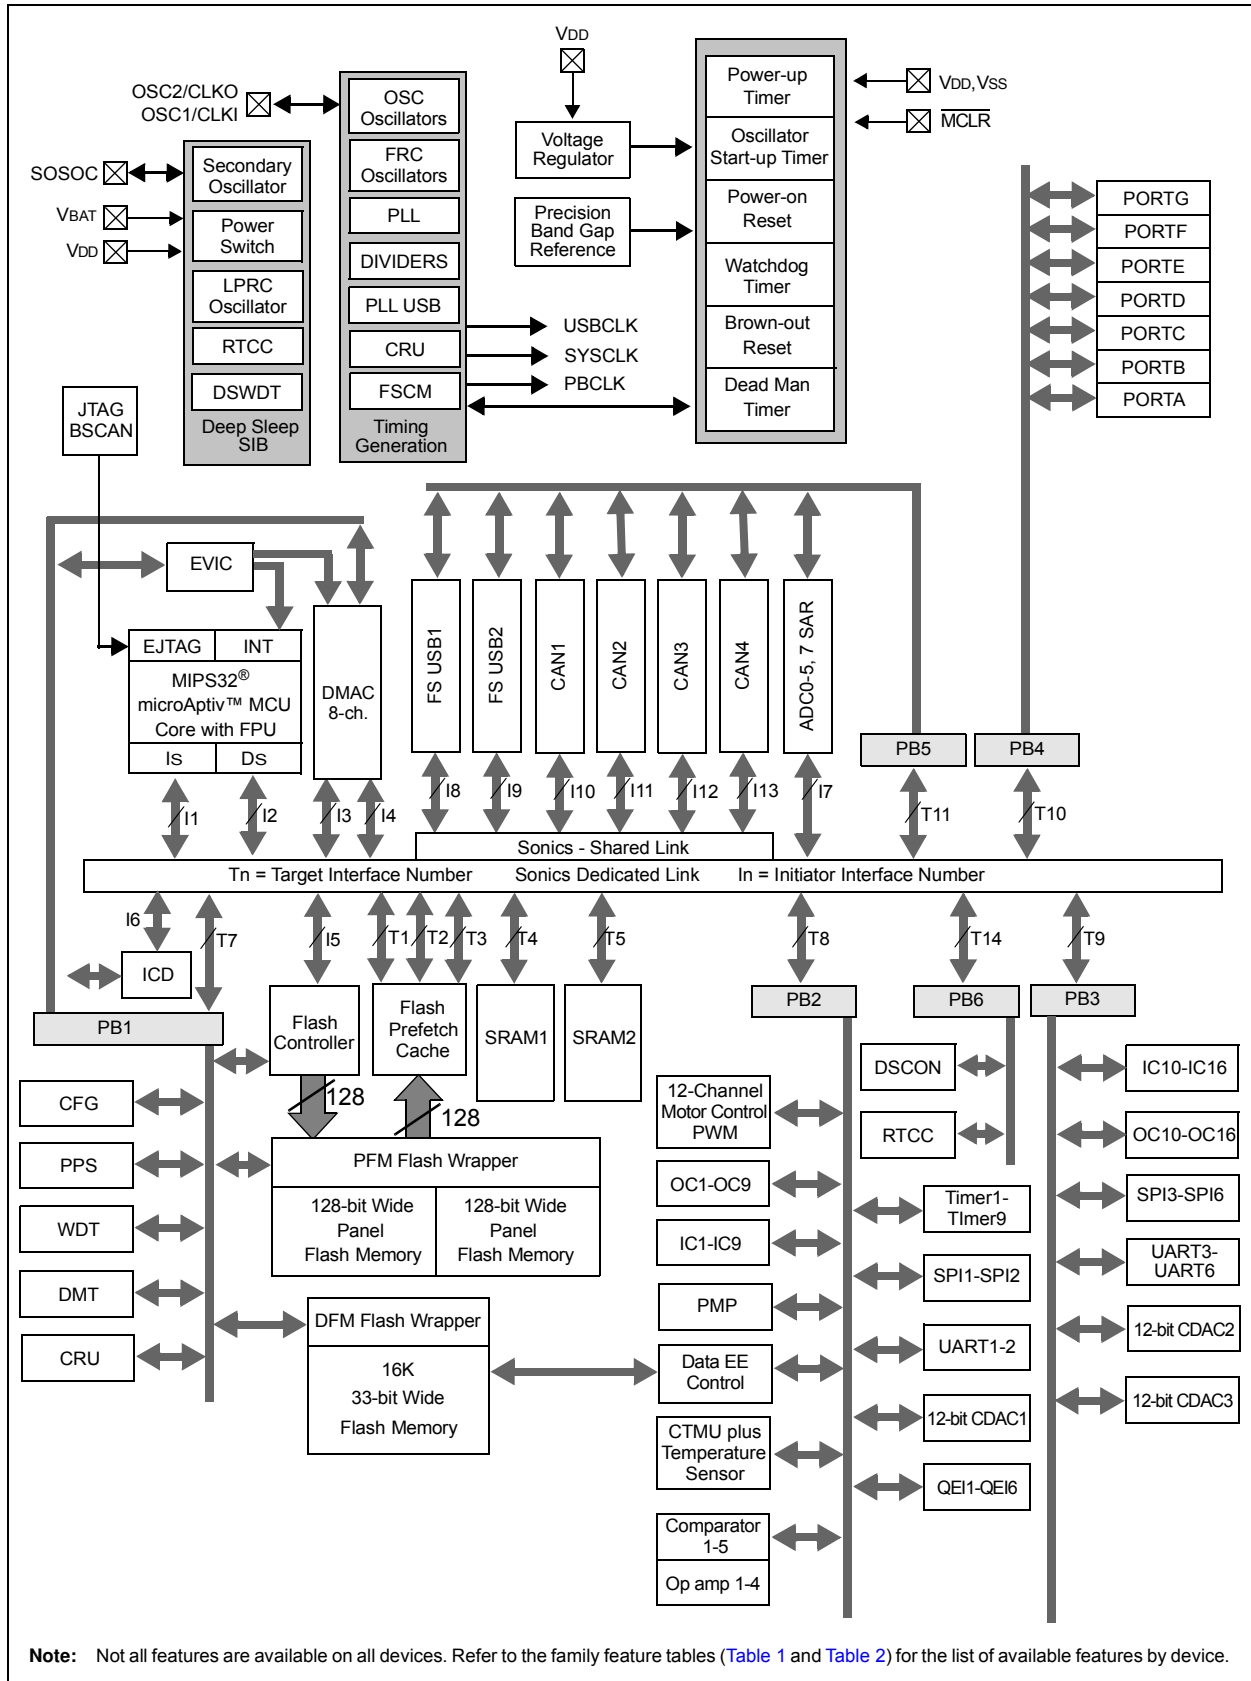 VDD
OSC2/CLKO
OSC1/CLKI
SOSOC
VBAT
VDD
Secondary
Oscillator
Power
Switch
LPRC
Oscillator
RTCC
DSWDT
Deep Sleep
SIB
OSC
Oscillators
FRC
Oscillators
PLL
DIVIDERS
PLL USB
CRU
FSCM
Timing
Generation
USBCLK
SYSCLK
PBCLK
Voltage
Regulator
Precision
Band Gap
Reference
Power-up
Timer
Oscillator
Start-up Timer
Power-on
Reset
Watchdog
Timer
Brown-out
Reset
Dead Man
Timer
VDD,VSS
MCLR
PORTG
PORTF
PORTE
PORTD
PORTC
PORTB
PORTA
JTAG
BSCAN
EVIC
EJTAG
INT
MIPS32®
microAptiv™ MCU
Core with FPU
IS
DS
DMAC
8-ch.
FS USB1
FS USB2
CAN1
CAN2
CAN3
CAN4
ADC0-5, 7 SAR
PB5
PB4
I1
I2
I3
I4
I8
I9
I10
I11
I12
I13
I7
T11
T10
Sonics - Shared Link
Tn = Target Interface Number
Sonics Dedicated Link
In = Initiator Interface Number
I6
T7
I5
T1
T2
T3
T4
T5
T8
T14
T9
ICD
PB1
Flash
Controller
Flash
Prefetch
Cache
SRAM1
SRAM2
PB2
PB6
PB3
128
128
CFG
PPS
WDT
DMT
CRU
PFM Flash Wrapper
128-bit Wide
Panel
Flash Memory
128-bit Wide
Panel
Flash Memory
DFM Flash Wrapper
16K
33-bit Wide
Flash Memory
12-Channel
Motor Control
PWM
OC1-OC9
IC1-IC9
PMP
Data EE
Control
CTMU plus
Temperature
Sensor
Comparator
1-5
Op amp 1-4
DSCON
RTCC
Timer1-
TImer9
SPI1-SPI2
UART1-2
12-bit CDAC1
QEI1-QEI6
IC10-IC16
OC10-OC16
SPI3-SPI6
UART3-
UART6
12-bit CDAC2
12-bit CDAC3
Note: Not all features are available on all devices. Refer to the family feature tables (Table 1 and Table 2) for the list of available features by device.